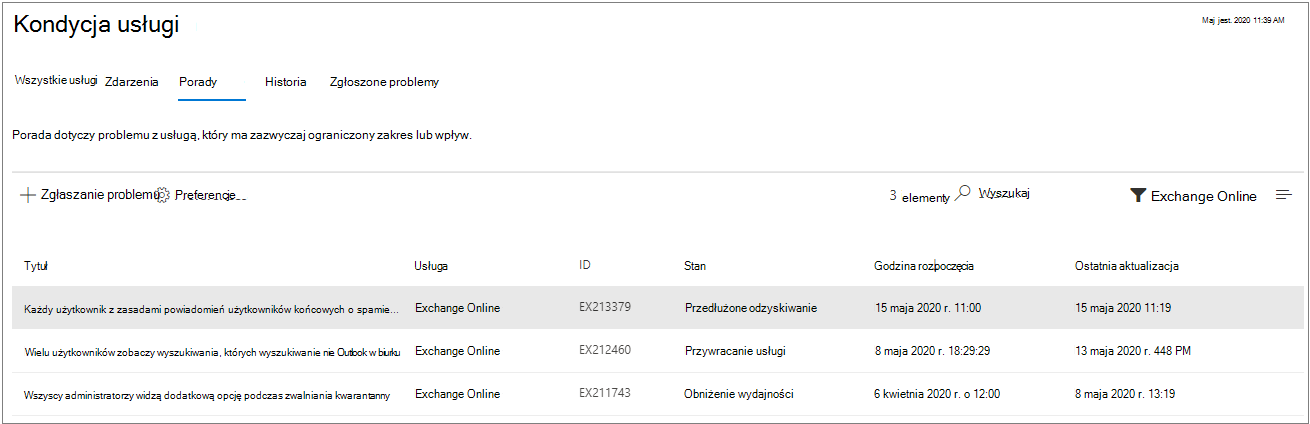 Kondycja usługi
Maj jest. 2020 11:39 AM
Wszystkie usługi Zdarzenia Porady Historia Zgłoszone problemy
Porada dotyczy problemu z usługą, który ma zazwyczaj ograniczony zakres lub wpływ.
Zgłaszanie problemu Preferencje 3 elementy Wyszukaj Exchange Online
Tytuł Usługa ID Stan Godzina rozpoczęcia Ostatnia aktualizacja
Każdy użytkownik z zasadami powiadomień użytkowników końcowych o spamie... Exchange Online EX213379 Przedłużone odzyskiwanie 15 maja 2020 r. 11:00 15 maja 2020 11:19
Wielu użytkowników zobaczy wyszukiwania, których wyszukiwanie nie Outlook w biurku Exchange Online EX212460 Przywracanie usługi 8 maja 2020 r. 18:29:29 13 maja 2020 r. 448 PM
Wszyscy administratorzy widzą dodatkową opcję podczas zwalniania kwarantanny Exchange Online EX211743 Obniżenie wydajności 6 kwietnia 2020 r. o 12:00 8 maja 2020 r. 13:19